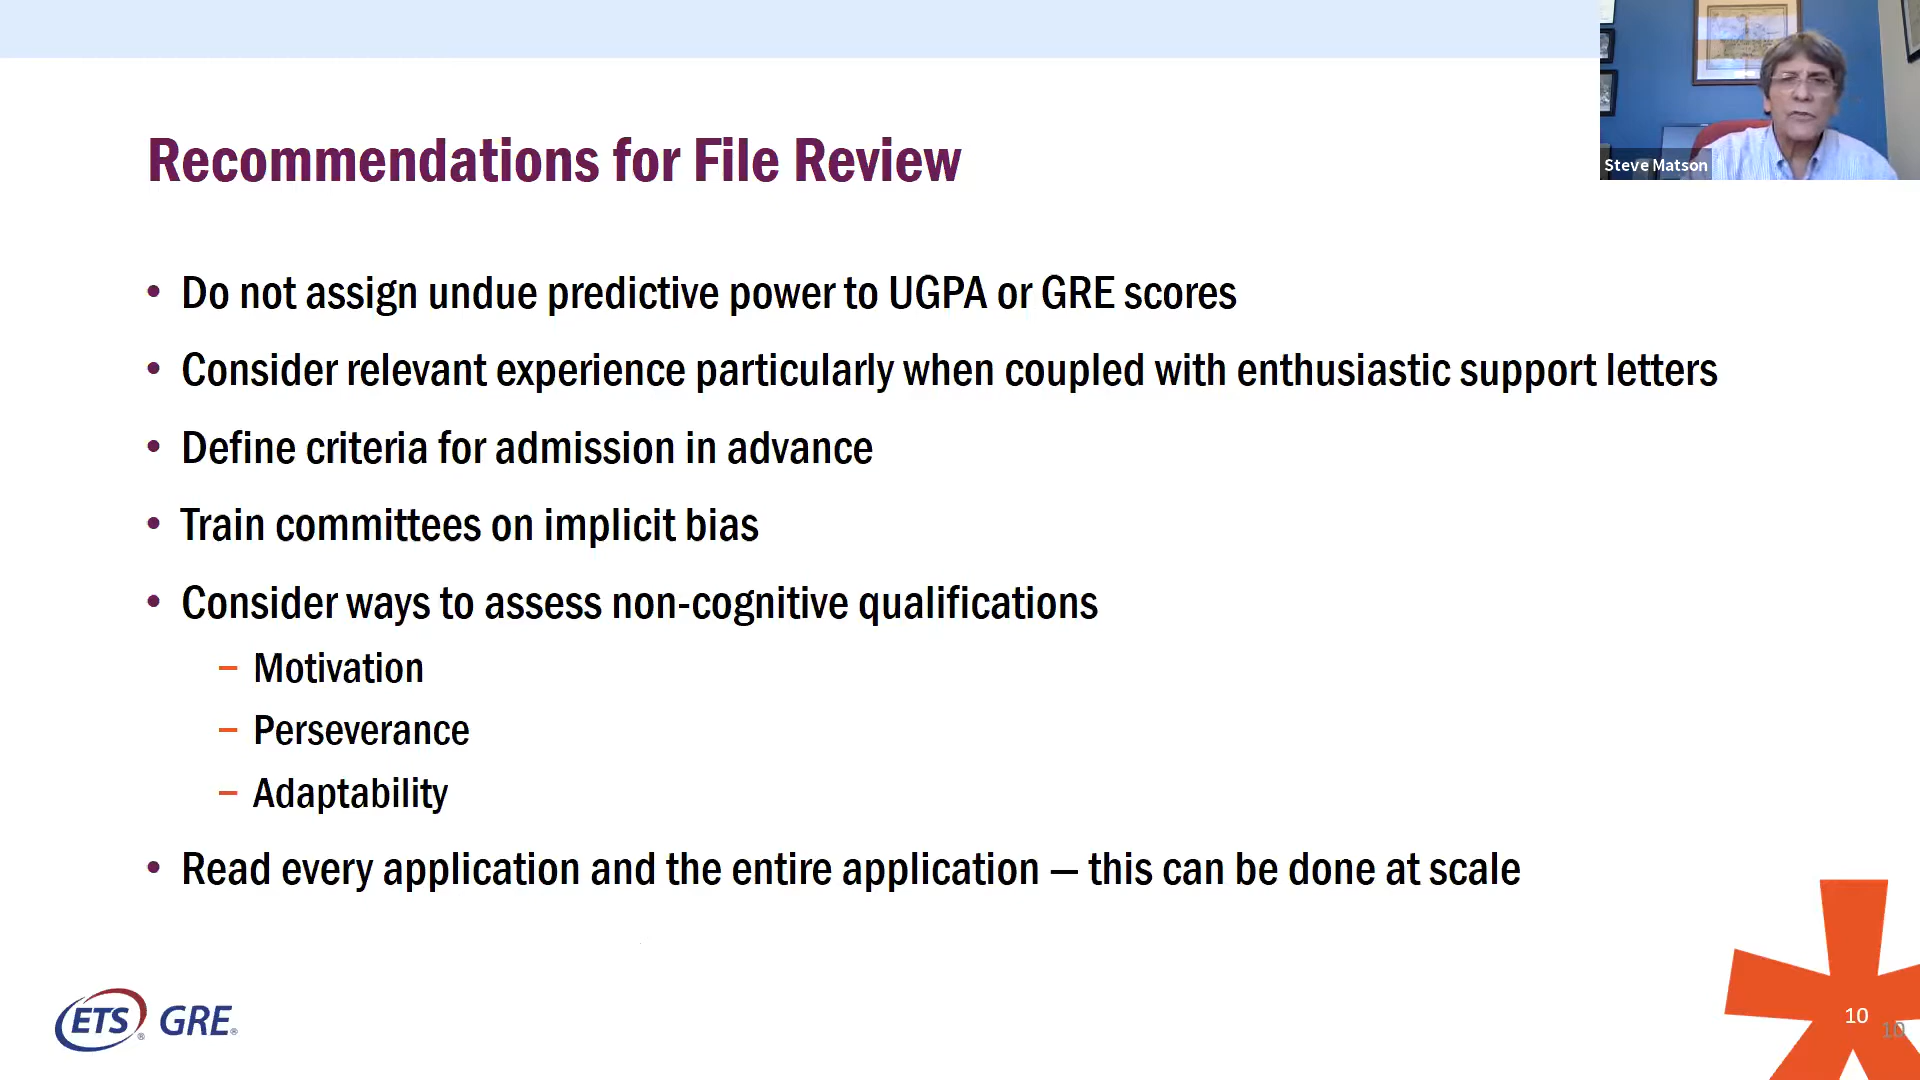 Steve Matson
Recommendations for File Review
• Do not assign undue predictive power to UGPA or GRE scores
• Consider relevant experience particularly when coupled with enthusiastic support letters
• Define criteria for admission in advance
• Train committees on implicit bias
• Consider ways to assess non-cognitive qualifications
– Motivation
– Perseverance
– Adaptability
• Read every application and the entire application — this can be done at scale
ETS® GRE®
10
10